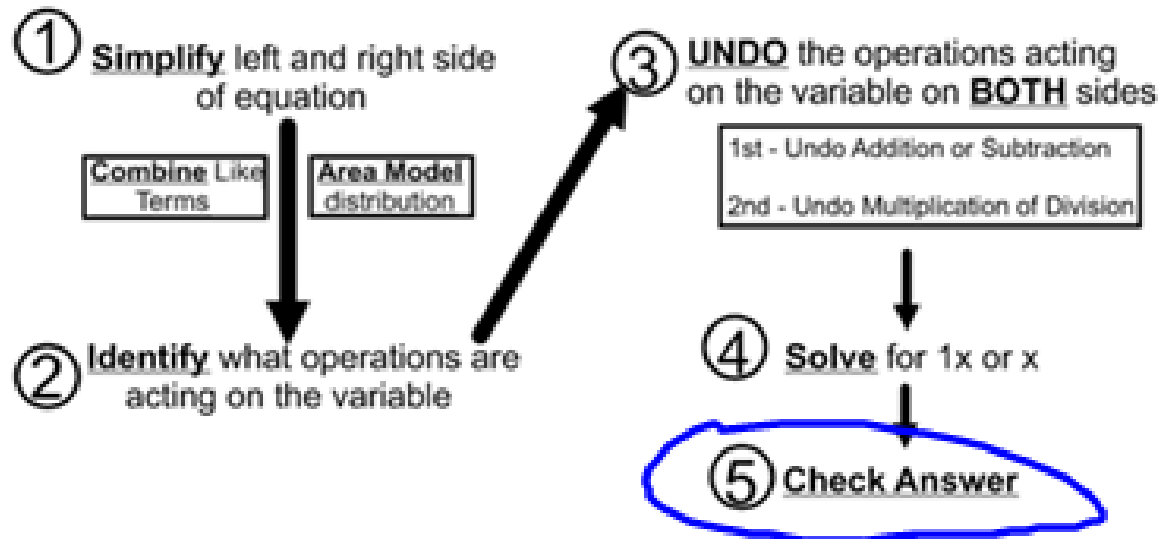 1 Simplify left and right side
of equation
Combine Like
Terms
Area Model
distribution
2 Identify what operations are
acting on the variable
3 UNDO the operations acting
on the variable on BOTH sides
1st - Undo Addition or Subtraction
2nd - Undo Multiplication of Division
4 Solve for 1x or x
5 Check Answer